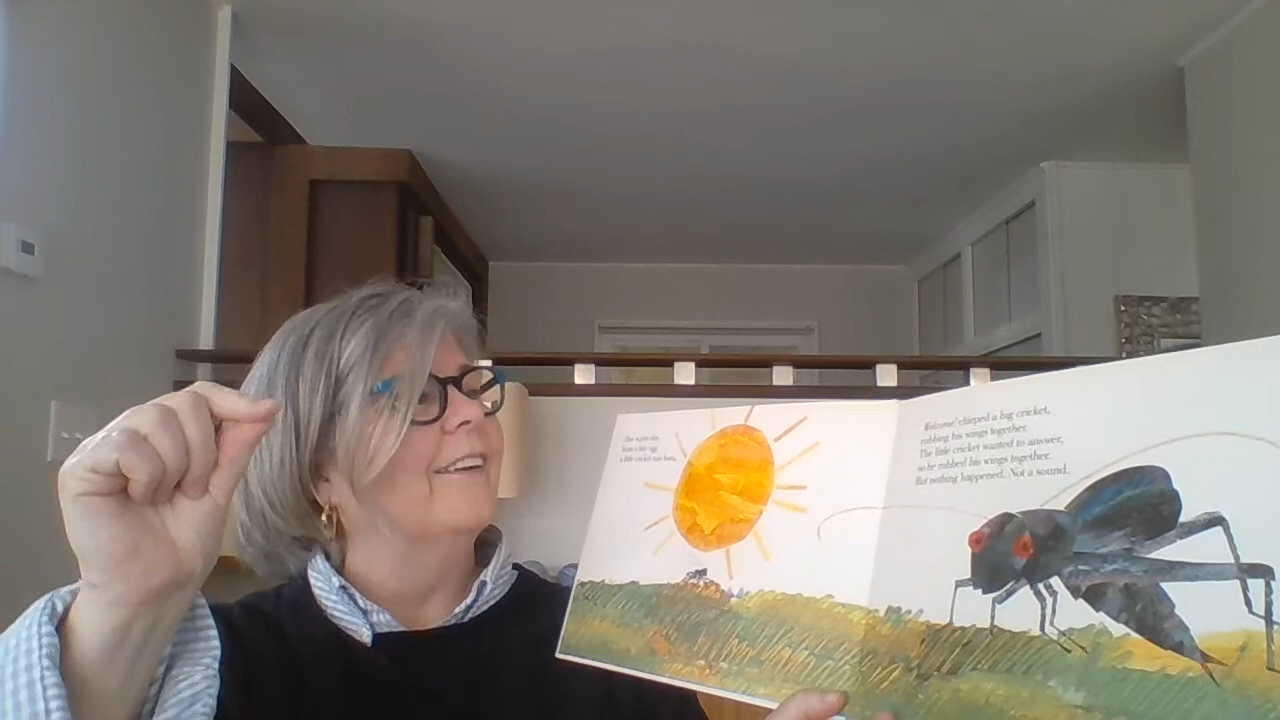 One warm day,
from a tiny egg
a little cricket was born.
Welcome! chirped a big cricket,
rubbing his wings together.
The little cricket wanted to answer,
so he rubbed his wings together.
But nothing happened. Not a sound.